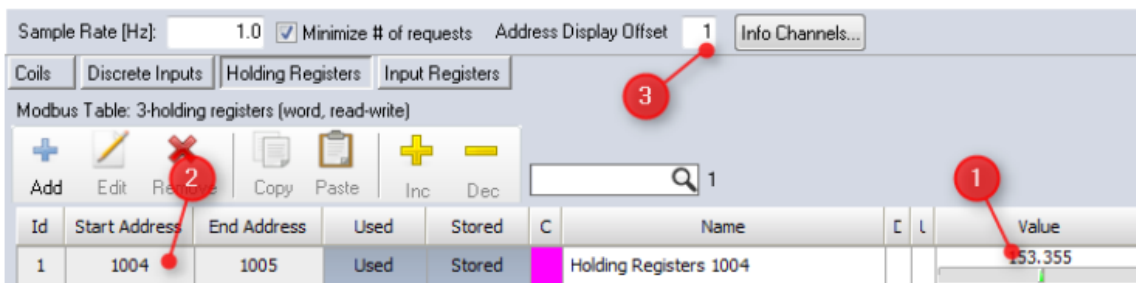 Sample Rate [Hz]: 1.0 Minimize # of requests Address Display Offset 1 Info Channels...
3
Coils Discrete Inputs Holding Registers Input Registers
Modbus Table: 3-holding registers (word, read-write)
2
1
Add Edit Copy Paste Inc Dec 1
Id Start Address End Address Used Stored C Name Value
1 1004 1005 Used Stored Holding Registers 1004 153.355